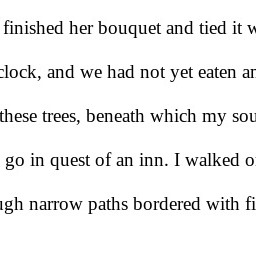 finished her bouquet and tied it w
clock, and we had not yet eaten an
these trees, beneath which my sou
go in quest of an inn. I walked o
ugh narrow paths bordered with fi